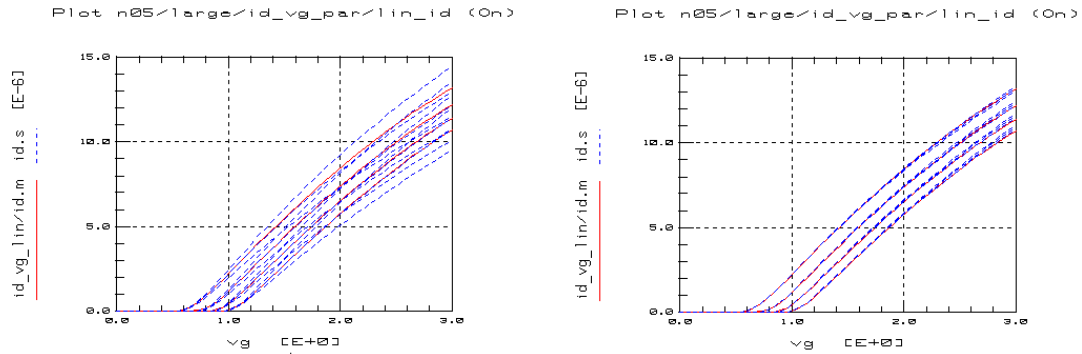 Plot n05/large/id_vg_par/lin_id (On)
id_vg_lin/id.m id.s [E-6]
15.0
10.0
5.0
0.0
0.0
1.0
2.0
3.0
vg [E+0]
Plot n05/large/id_vg_par/lin_id (On)
id_vg_lin/id.m id.s [E-6]
15.0
10.0
5.0
0.0
0.0
1.0
2.0
3.0
vg [E+0]